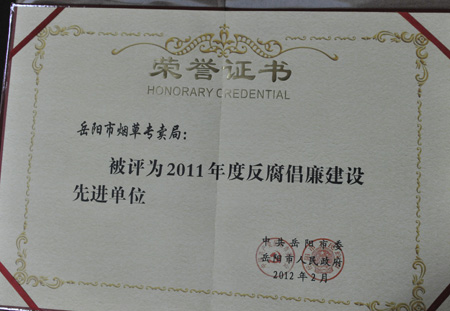 荣誉证书
HONORARY CREDENTIAL
岳阳市烟草专卖局：
被评为2011年度反腐倡廉建设
先进单位
中共岳阳市委
岳阳市人民政府
2012年2月